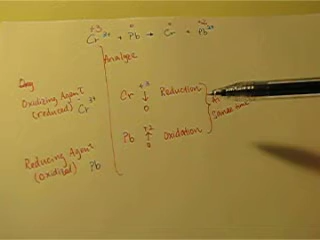 +3 0 0 +2
Cr³⁺ + Pb → Cr + Pb²⁺
Analyze
Oxidizing Agent
(reduced) Cr³⁺
Cr +3 ↓ 0 Reduction
Pb +2 ↑ 0 Oxidation
Same
Reducing Agent
(oxidized) Pb